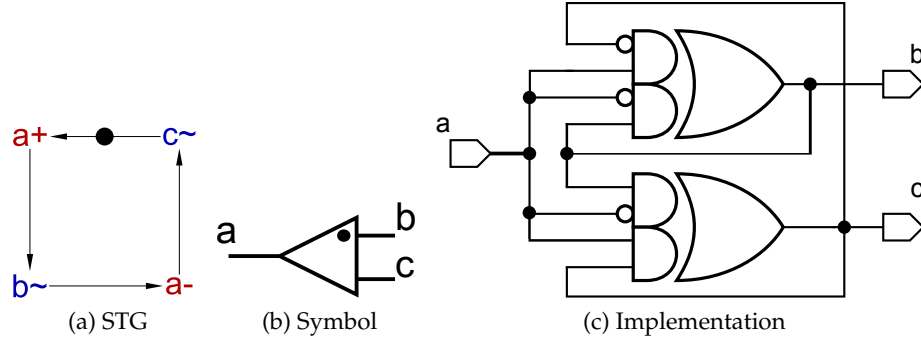 a+
c~
b~
a-
(a) STG
a
b
c
(b) Symbol
a
b
c
(c) Implementation